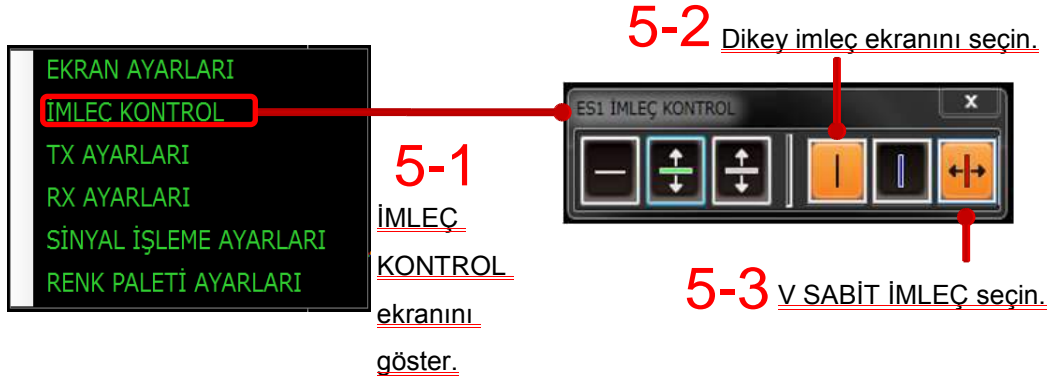 5-2 Dikey imleç ekranını seçin.
EKRAN AYARLARI
İMLEÇ KONTROL
TX AYARLARI
RX AYARLARI
SİNYAL İŞLEME AYARLARI
RENK PALETİ AYARLARI
5-1
İMLEÇ
KONTROL
ekranını
göster.
ES1 İMLEÇ KONTROL
x
5-3 V SABİT İMLEÇ seçin.